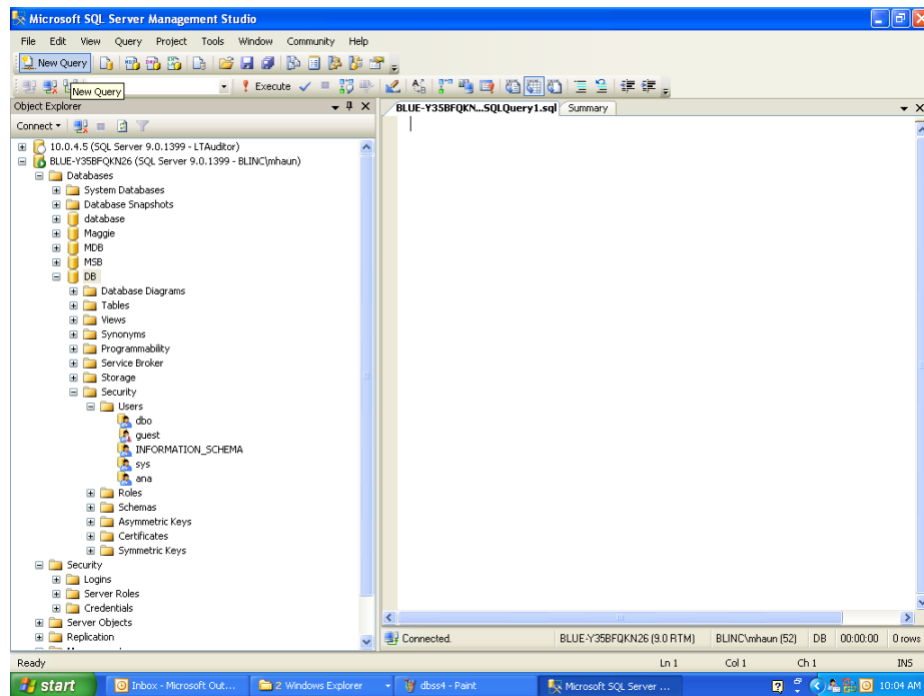 Microsoft SQL Server Management Studio
File Edit View Query Project Tools Window Community Help
New Query
Execute
New Query
Object Explorer
BLUE-Y35BFQKN...SQLQuery1.sql Summary
Connect
10.0.4.5 (SQL Server 9.0.1399 - LTAuditor)
BLUE-Y35BFQKN26 (SQL Server 9.0.1399 - BLINC\mhaun)
Databases
System Databases
Database Snapshots
database
Maggie
MDB
MSB
DB
Database Diagrams
Tables
Views
Synonyms
Programmability
Service Broker
Storage
Security
Users
dbo
guest
INFORMATION_SCHEMA
sys
ana
Roles
Schemas
Asymmetric Keys
Certificates
Symmetric Keys
Security
Logins
Server Roles
Credentials
Server Objects
Replication
Connected. BLUE-Y35BFQKN26 (9.0 RTM) BLINC\mhaun (52) DB 00:00:00 0 rows
Ready Ln 1 Col 1 Ch 1 INS
start Inbox - Microsoft Out... 2 Windows Explorer dbss4 - Paint Microsoft SQL Server ... 10:04 AM